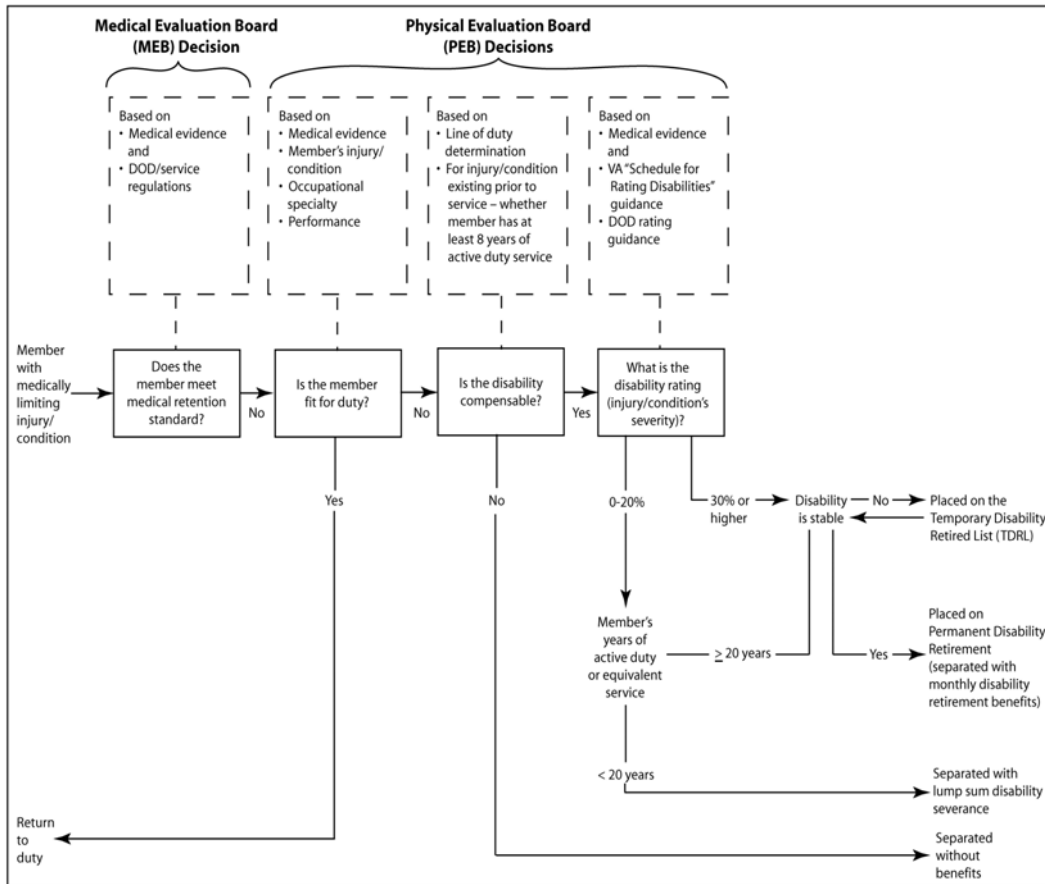 Medical Evaluation Board
(MEB) Decision
Physical Evaluation Board
(PEB) Decisions
Based on
• Medical evidence
and
• DOD/service
regulations
Based on
• Medical evidence
• Member's injury/
condition
• Occupational
specialty
• Performance
Based on
• Line of duty
determination
• For injury/condition
existing prior to
service – whether
member has at
least 8 years of
active duty service
Based on
• Medical evidence
and
• VA "Schedule for
Rating Disabilities"
guidance
• DOD rating
guidance
Member
with
medically
limiting
injury/
condition
Does the
member meet
medical retention
standard?
No
Is the member
fit for duty?
No
Is the disability
compensable?
Yes
What is the
disability rating
(injury/condition's
severity)?
Yes
No
0-20%
30% or
higher
Disability
is stable
No
Placed on the
Temporary Disability
Retired List (TDRL)
Member's
years of
active duty
or equivalent
service
≥ 20 years
Yes
Placed on
Permanent Disability
Retirement
(separated with
monthly disability
retirement benefits)
< 20 years
Separated with
lump sum disability
severance
Return
to
duty
Separated
without
benefits